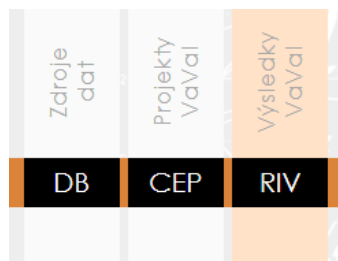 Zdroje
dat
Projekty
VaVaI
Výsledky
VaVaI
DB
CEP
RIV